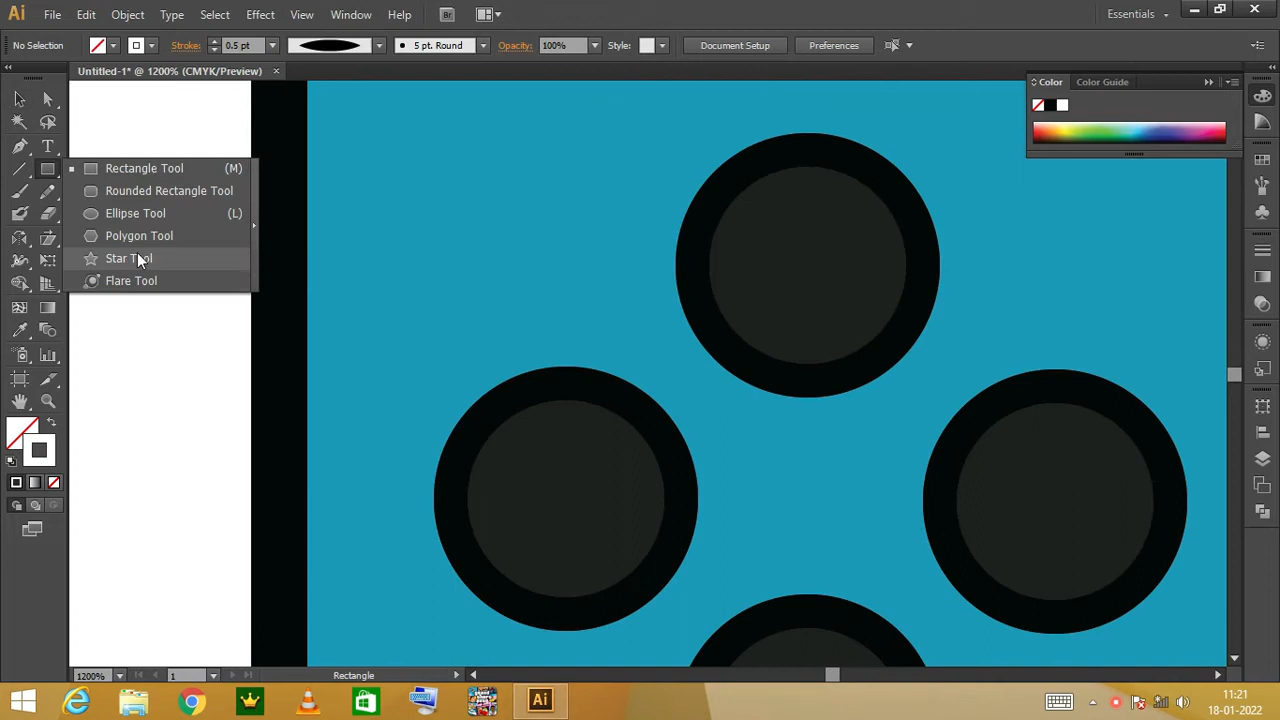 Ai File Edit Object Type Select Effect View Window Help Br Essentials
No Selection Stroke: 0.5 pt 5 pt. Round Opacity: 100% Style: Document Setup Preferences
Untitled-1* @ 1200% (CMYK/Preview)
Color Color Guide
T
Rectangle Tool (M)
Rounded Rectangle Tool
Ellipse Tool (L)
Polygon Tool
Star Tool
Flare Tool
1200% 1 Rectangle
Ai
11:21
18-01-2022